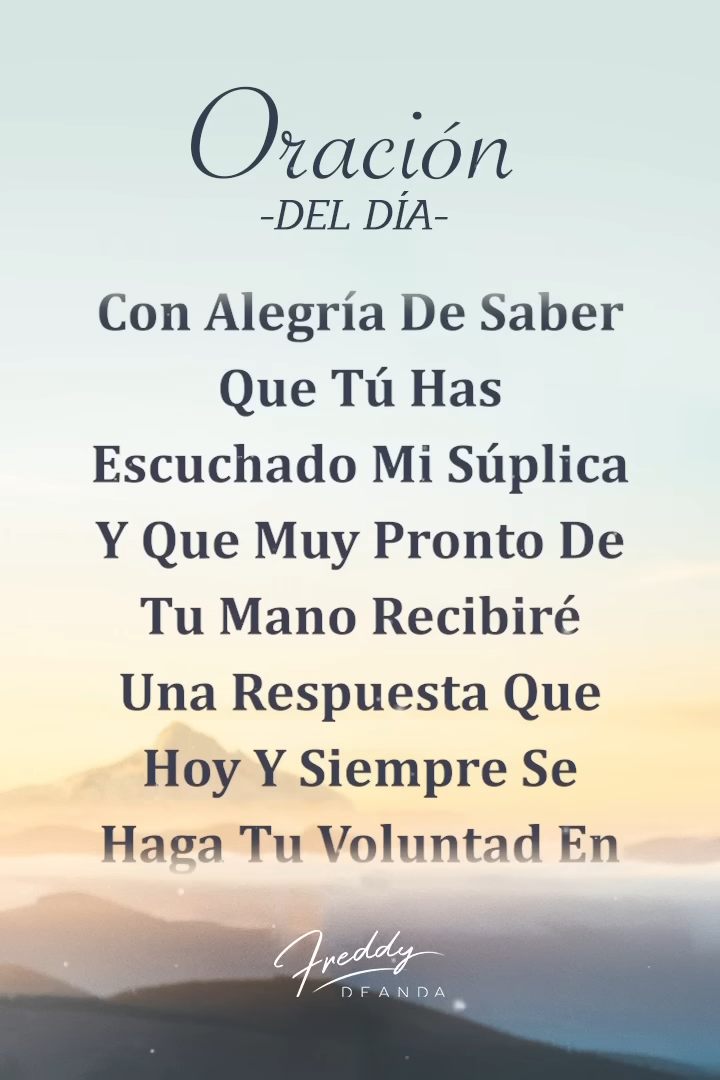 Oración
-DEL DÍA-
Con Alegría De Saber
Que Tú Has
Escuchado Mi Súplica
Y Que Muy Pronto De
Tu Mano Recibiré
Una Respuesta Que
Hoy Y Siempre Se
Haga Tu Voluntad En
Freddy
DEANDA